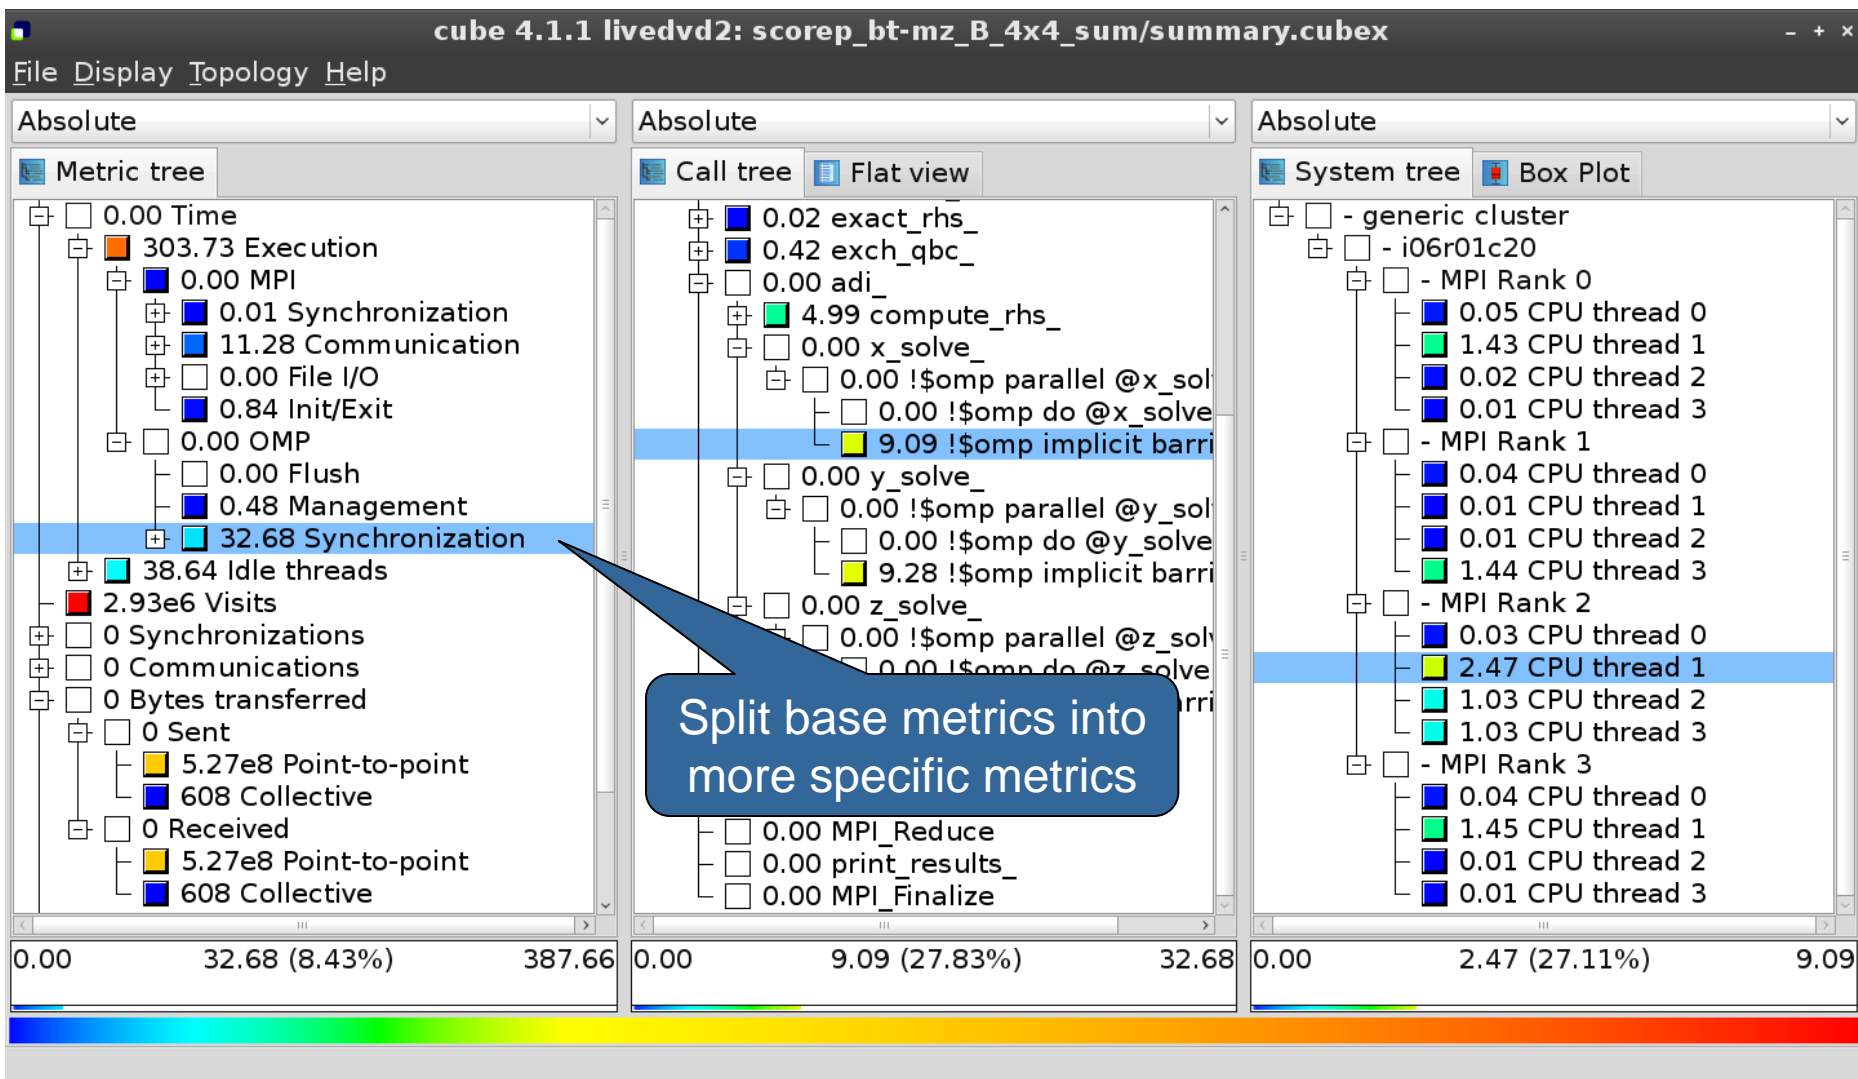 cube 4.1.1 livedvd2: scorep_bt-mz_B_4x4_sum/summary.cubex
File Display Topology Help
Absolute
Metric tree
0.00 Time
303.73 Execution
0.00 MPI
0.01 Synchronization
11.28 Communication
0.00 File I/O
0.84 Init/Exit
0.00 OMP
0.00 Flush
0.48 Management
32.68 Synchronization
38.64 Idle threads
2.93e6 Visits
0 Synchronizations
0 Communications
0 Bytes transferred
0 Sent
5.27e8 Point-to-point
608 Collective
0 Received
5.27e8 Point-to-point
608 Collective
0.00 32.68 (8.43%) 387.66
Absolute
Call tree Flat view
0.02 exact_rhs_
0.42 exch_qbc_
0.00 adi_
4.99 compute_rhs_
0.00 x_solve_
0.00 !$omp parallel @x_sol
0.00 !$omp do @x_solve
9.09 !$omp implicit barri
0.00 y_solve_
0.00 !$omp parallel @y_sol
0.00 !$omp do @y_solve
9.28 !$omp implicit barri
0.00 z_solve_
0.00 !$omp parallel @z_solv
0.00 !$omp do @z_solve
Split base metrics into
more specific metrics
0.00 MPI_Reduce
0.00 print_results_
0.00 MPI_Finalize
0.00 9.09 (27.83%) 32.68
Absolute
System tree Box Plot
- generic cluster
- i06r01c20
- MPI Rank 0
0.05 CPU thread 0
1.43 CPU thread 1
0.02 CPU thread 2
0.01 CPU thread 3
- MPI Rank 1
0.04 CPU thread 0
0.01 CPU thread 1
0.01 CPU thread 2
1.44 CPU thread 3
- MPI Rank 2
0.03 CPU thread 0
2.47 CPU thread 1
1.03 CPU thread 2
1.03 CPU thread 3
- MPI Rank 3
0.04 CPU thread 0
1.45 CPU thread 1
0.01 CPU thread 2
0.01 CPU thread 3
0.00 2.47 (27.11%) 9.09